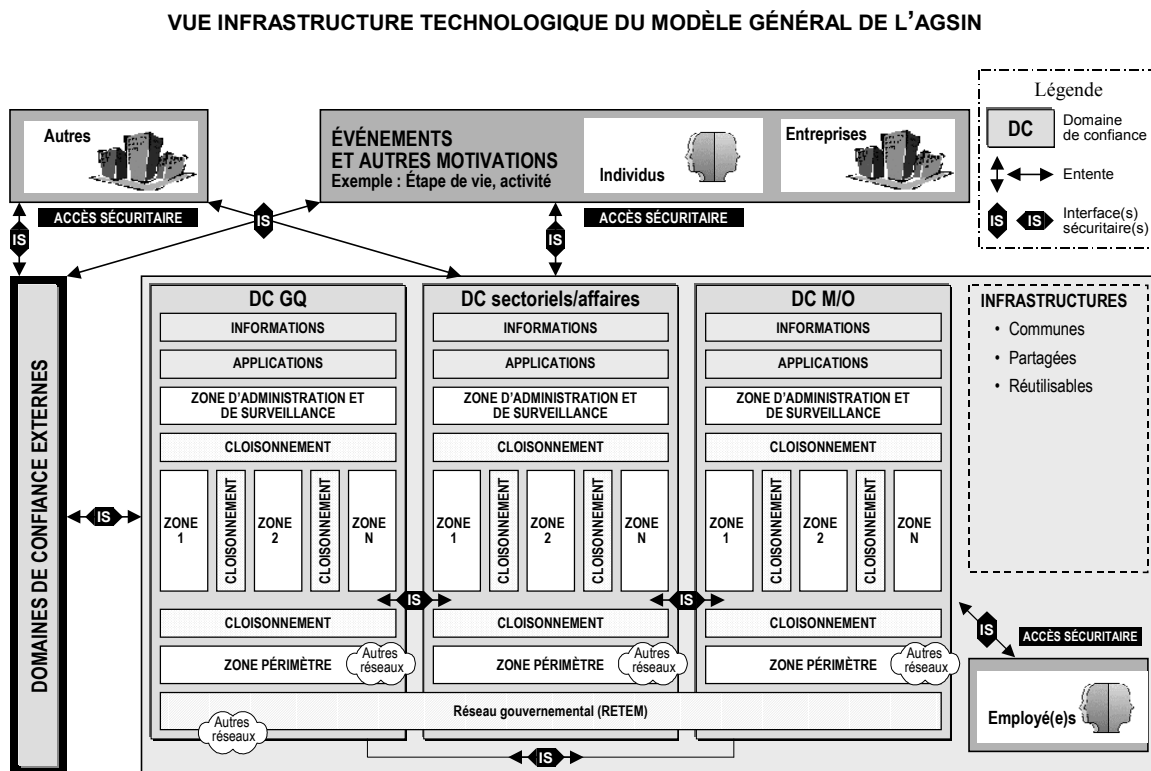 VUE INFRASTRUCTURE TECHNOLOGIQUE DU MODÈLE GÉNÉRAL DE L'AGSIN
Légende
DC
Domaine
de confiance
Entente
IS
IS
Interface(s)
sécuritaire(s)
Autres
ÉVÉNEMENTS
ET AUTRES MOTIVATIONS
Exemple : Étape de vie, activité
Individus
Entreprises
IS
ACCÈS SÉCURITAIRE
IS
IS
ACCÈS SÉCURITAIRE
DOMAINES DE CONFIANCE EXTERNES
IS
DC GQ
INFORMATIONS
APPLICATIONS
ZONE D'ADMINISTRATION ET
DE SURVEILLANCE
CLOISONNEMENT
ZONE
1
CLOISONNEMENT
ZONE
2
CLOISONNEMENT
ZONE
N
CLOISONNEMENT
ZONE PÉRIMÈTRE
Autres
réseaux
IS
DC sectoriels/affaires
INFORMATIONS
APPLICATIONS
ZONE D'ADMINISTRATION ET
DE SURVEILLANCE
CLOISONNEMENT
ZONE
1
CLOISONNEMENT
ZONE
2
CLOISONNEMENT
ZONE
N
CLOISONNEMENT
ZONE PÉRIMÈTRE
Autres
réseaux
IS
DC M/O
INFORMATIONS
APPLICATIONS
ZONE D'ADMINISTRATION ET
DE SURVEILLANCE
CLOISONNEMENT
ZONE
1
CLOISONNEMENT
ZONE
2
CLOISONNEMENT
ZONE
N
CLOISONNEMENT
ZONE PÉRIMÈTRE
Autres
réseaux
Réseau gouvernemental (RETEM)
Autres
réseaux
IS
INFRASTRUCTURES
• Communes
• Partagées
• Réutilisables
IS
ACCÈS SÉCURITAIRE
Employé(e)s